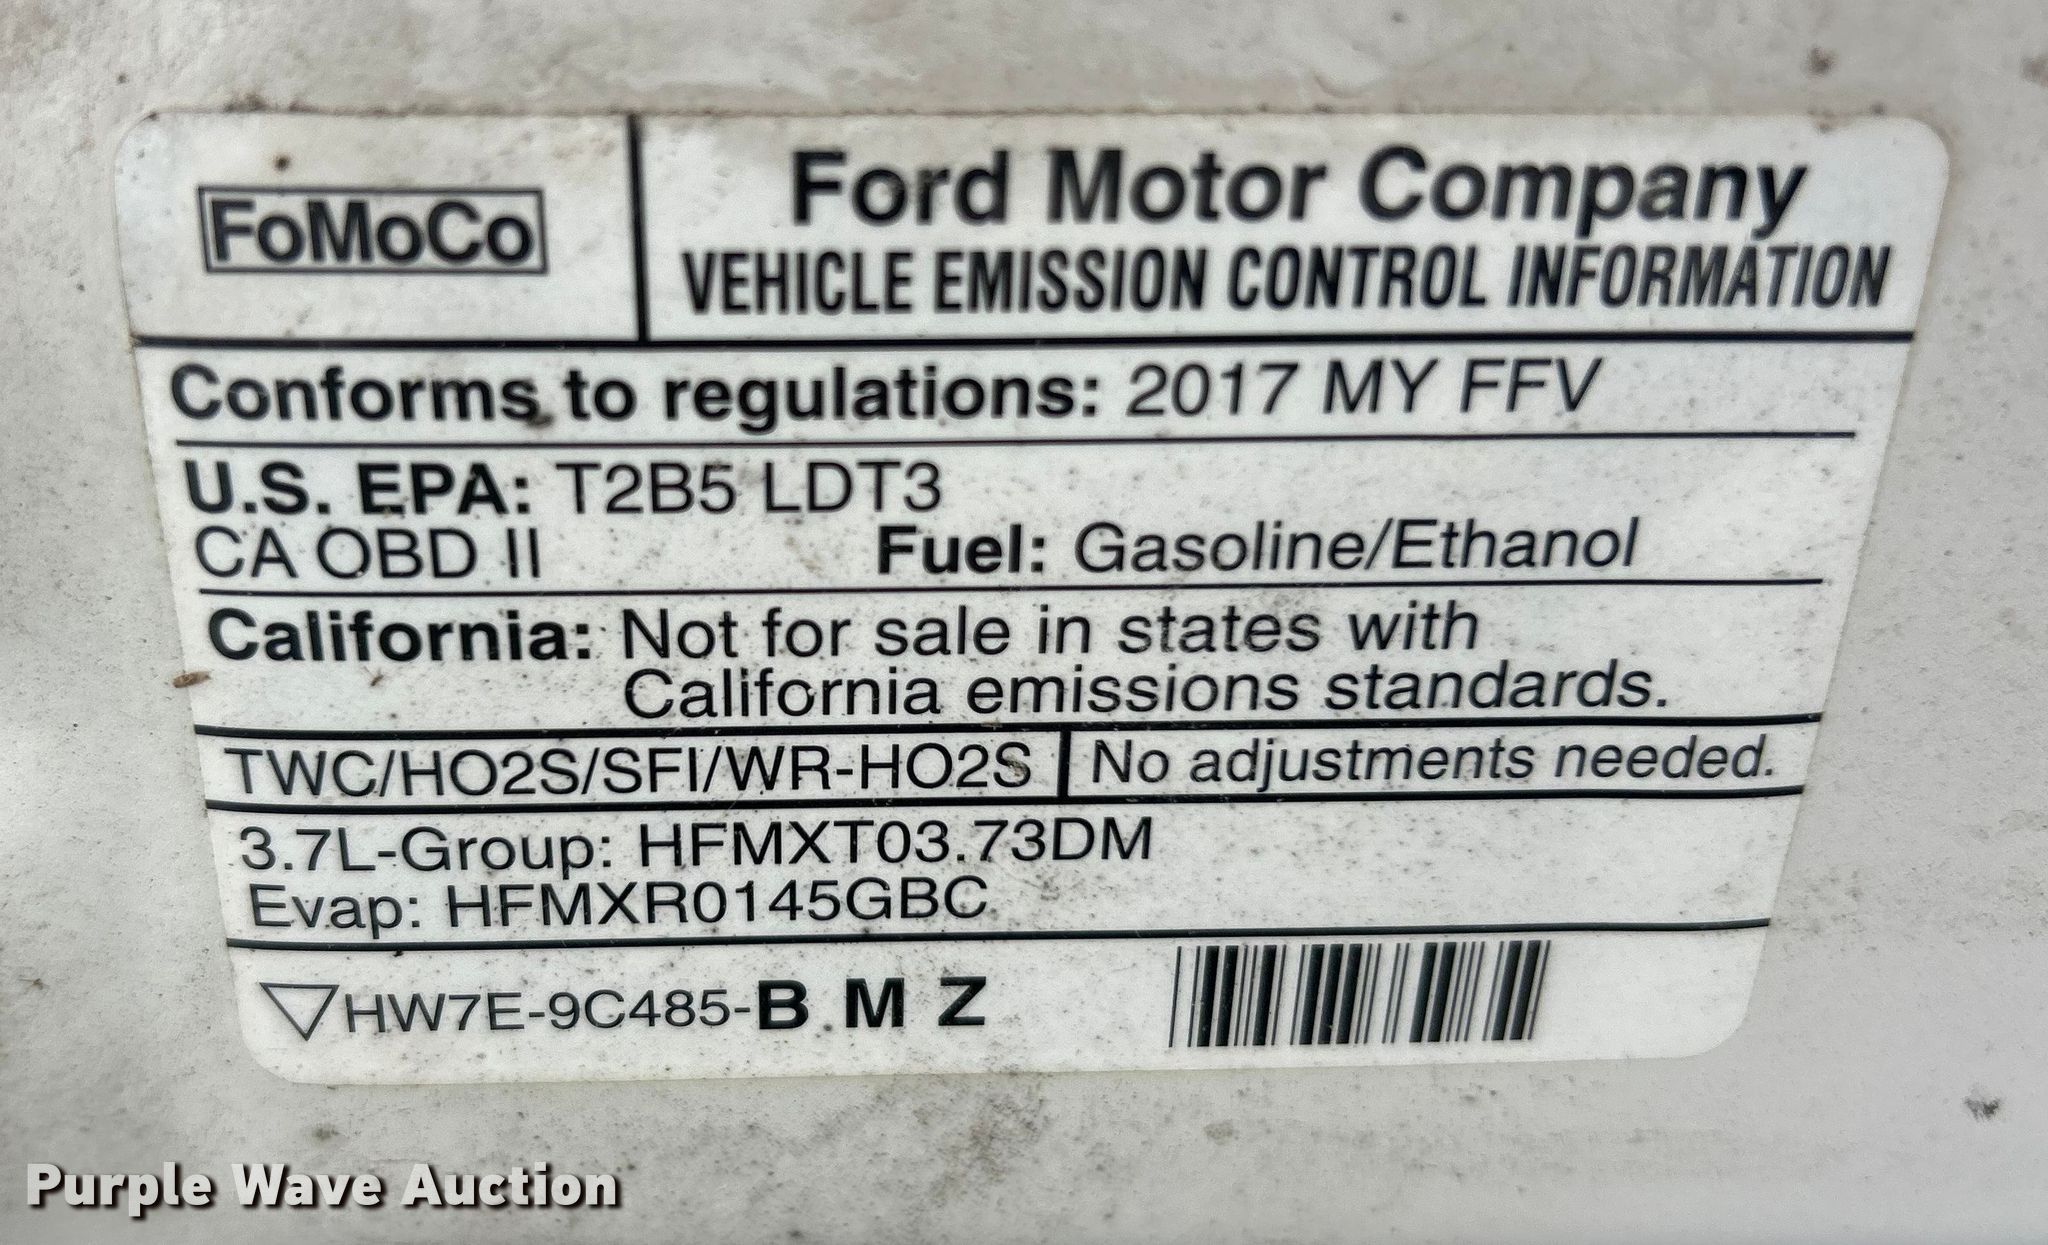 FoMoCo
Ford Motor Company
VEHICLE EMISSION CONTROL INFORMATION
Conforms to regulations: 2017 MY FFV
U.S. EPA: T2B5 LDT3
CA OBD II Fuel: Gasoline/Ethanol
California: Not for sale in states with
California emissions standards.
TWC/HO2S/SFI/WR-HO2S No adjustments needed.
3.7L-Group: HFMXT03.73DM
Evap: HFMXR0145GBC
HW7E-9C485-B M Z
Purple Wave Auction